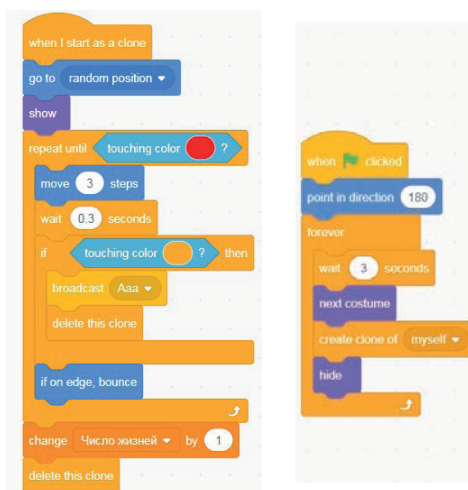 when I start as a clone
go to random position
show
repeat until touching color ?
move 3 steps
wait 0.3 seconds
if touching color ? then
broadcast Aaa
delete this clone
if on edge, bounce
change Число жизней by 1
delete this clone
when clicked
point in direction 180
forever
wait 3 seconds
next costume
create clone of myself
hide